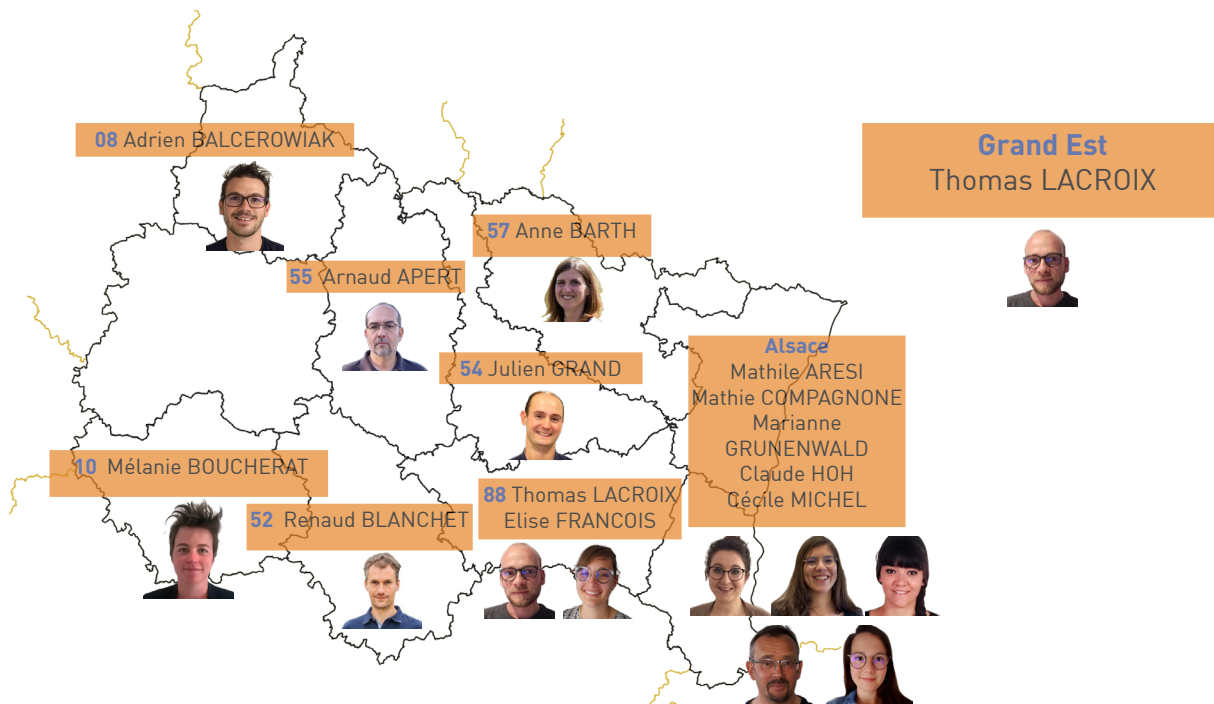 08 Adrien BALCEROWIAK
Grand Est
Thomas LACROIX
57 Anne BARTH
55 Arnaud APERT
Alsace
Mathile ARESI
Mathie COMPAGNONE
Marianne
GRUNENWALD
Claude HOH
Cécile MICHEL
54 Julien GRAND
10 Mélanie BOUCHERAT
88 Thomas LACROIX
Elise FRANCOIS
52 Renaud BLANCHET